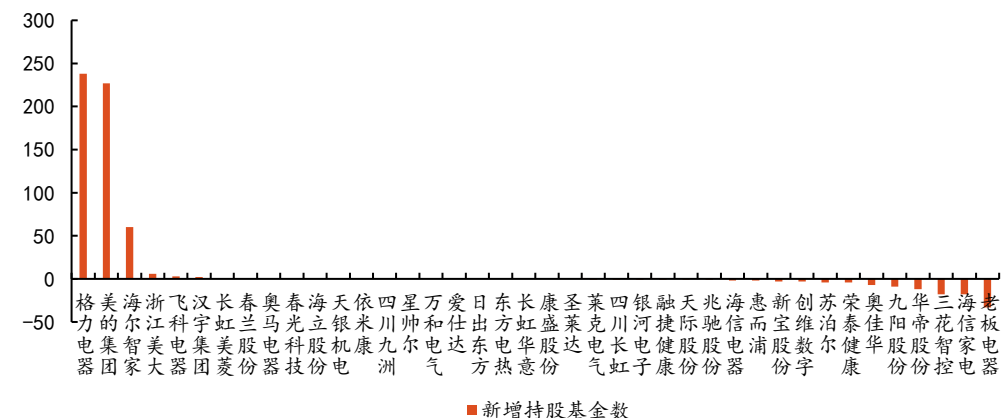 300
250
200
150
100
50
0
-50
格力电器
美的集团
海尔智家
浙江美大
飞科电器
汉宇集团
长虹美菱
春兰股份
奥马电器
春光科技
海立股份
天银机电
依米康
四川九洲
星帅尔
万和电气
爱仕达
日出东方
东方电热
长虹华意
康盛股份
圣莱达
莱克电气
四川长虹
银河电子
融捷健康
天际股份
兆驰股份
海信电器
惠而浦
新宝股份
创维数字
苏泊尔
荣泰健康
奥佳华
九阳股份
华帝股份
三花智控
海信家电
老板电器
新增持股基金数